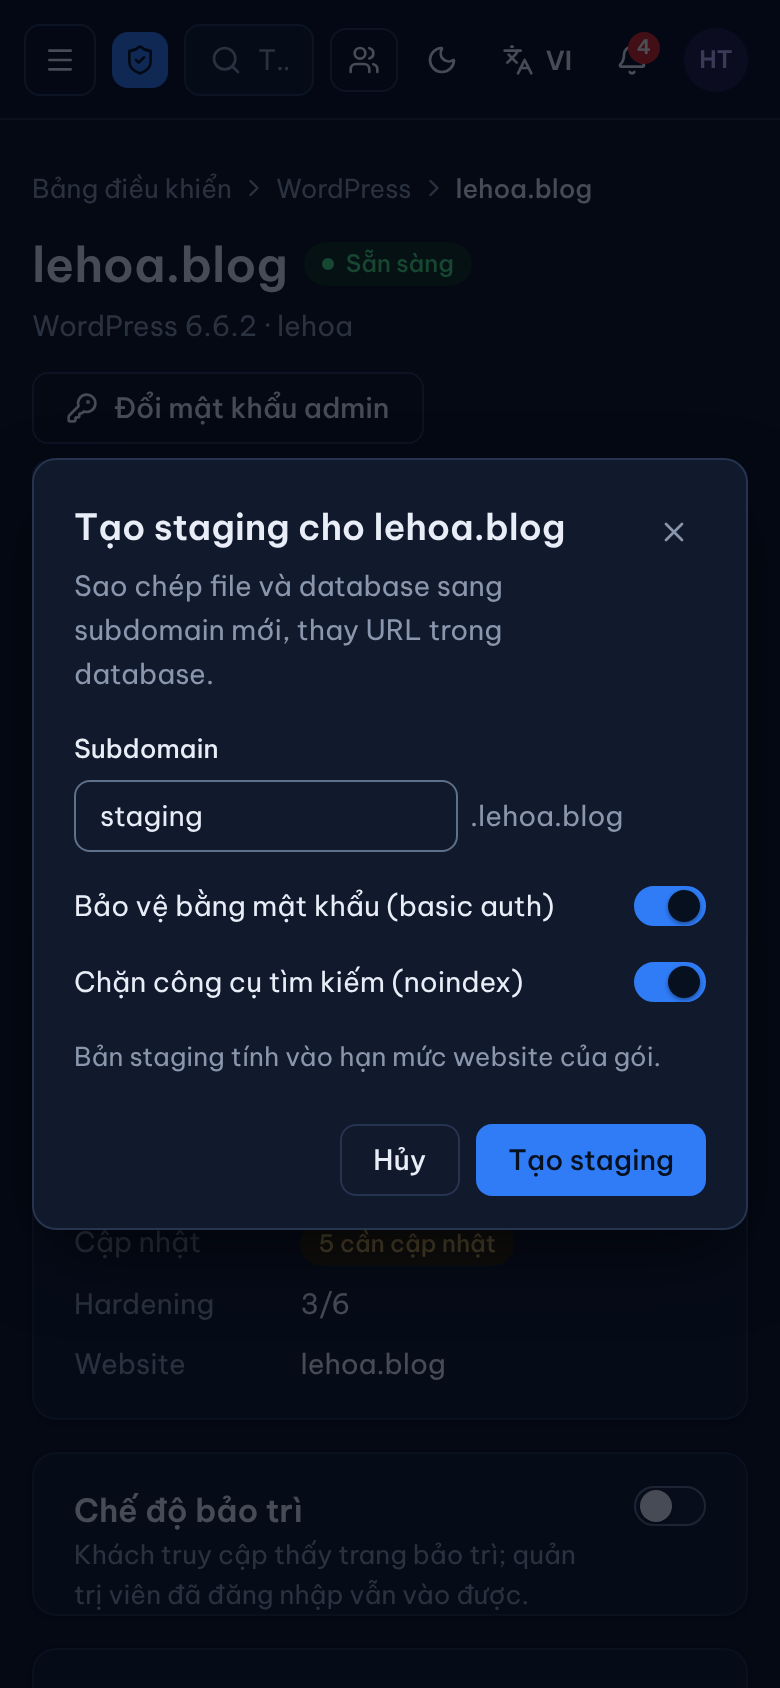 T..
VI
4
HT
Bảng điều khiển > WordPress > lehoa.blog
lehoa.blog
Sẵn sàng
WordPress 6.6.2 · lehoa
Đổi mật khẩu admin
Tạo staging cho lehoa.blog
Sao chép file và database sang
subdomain mới, thay URL trong
database.
Subdomain
staging
.lehoa.blog
Bảo vệ bằng mật khẩu (basic auth)
Chặn công cụ tìm kiếm (noindex)
Bản staging tính vào hạn mức website của gói.
Hủy
Tạo staging
Cập nhật
5 cần cập nhật
Hardening
3/6
Website
lehoa.blog
Chế độ bảo trì
Khách truy cập thấy trang bảo trì; quản
trị viên đã đăng nhập vẫn vào được.